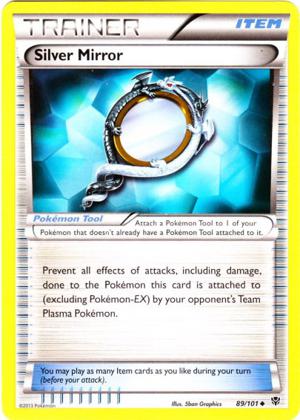 TRAINER
ITEM
Silver Mirror
Pokémon Tool
Attach a Pokémon Tool to 1 of your
Pokémon that doesn't already have a Pokémon Tool attached to it.
Prevent all effects of attacks, including damage,
done to the Pokémon this card is attached to
(excluding Pokémon-EX) by your opponent's Team
Plasma Pokémon.
You may play as many Item cards as you like during your turn
(before your attack).
©2013 Pokémon
Illus. 5ban Graphics
89/101